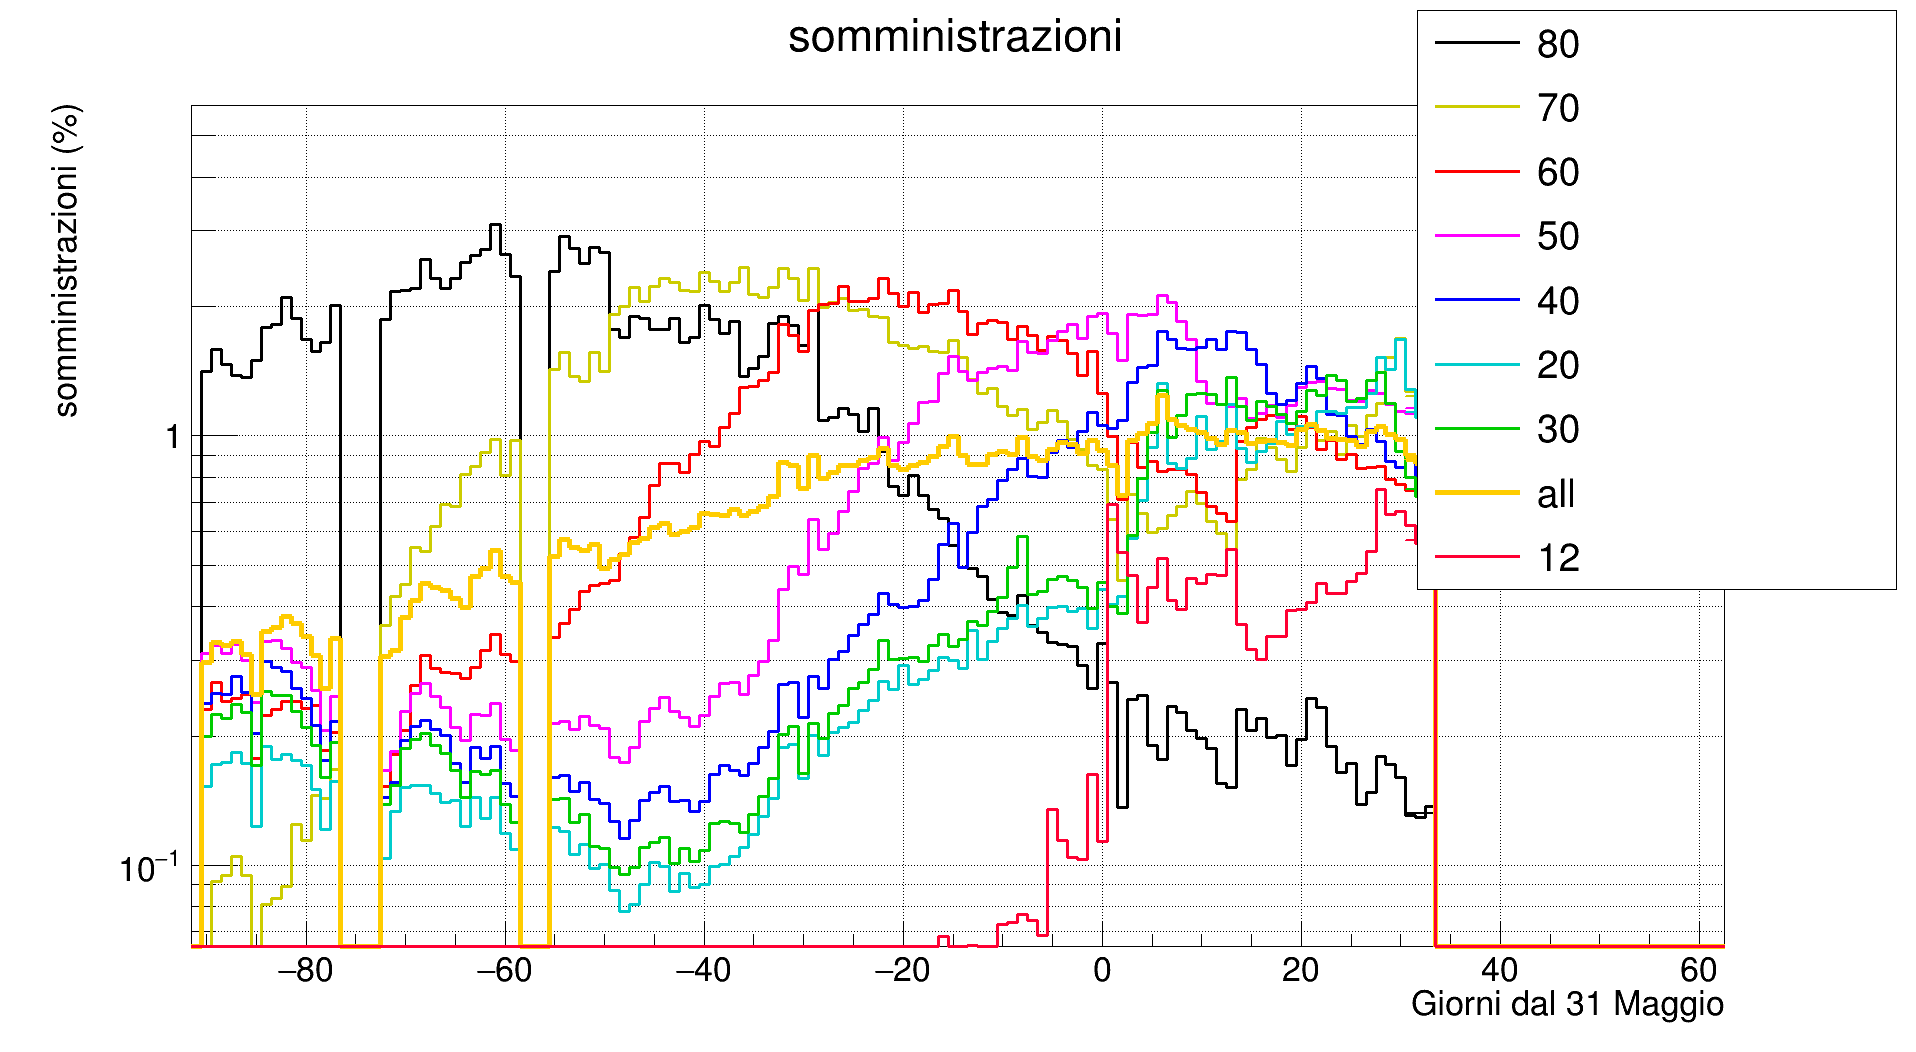 somministrazioni
somministrazioni (%)
1
10⁻¹
−80 −60 −40 −20 0 20 40 60
Giorni dal 31 Maggio
80
70
60
50
40
20
30
all
12